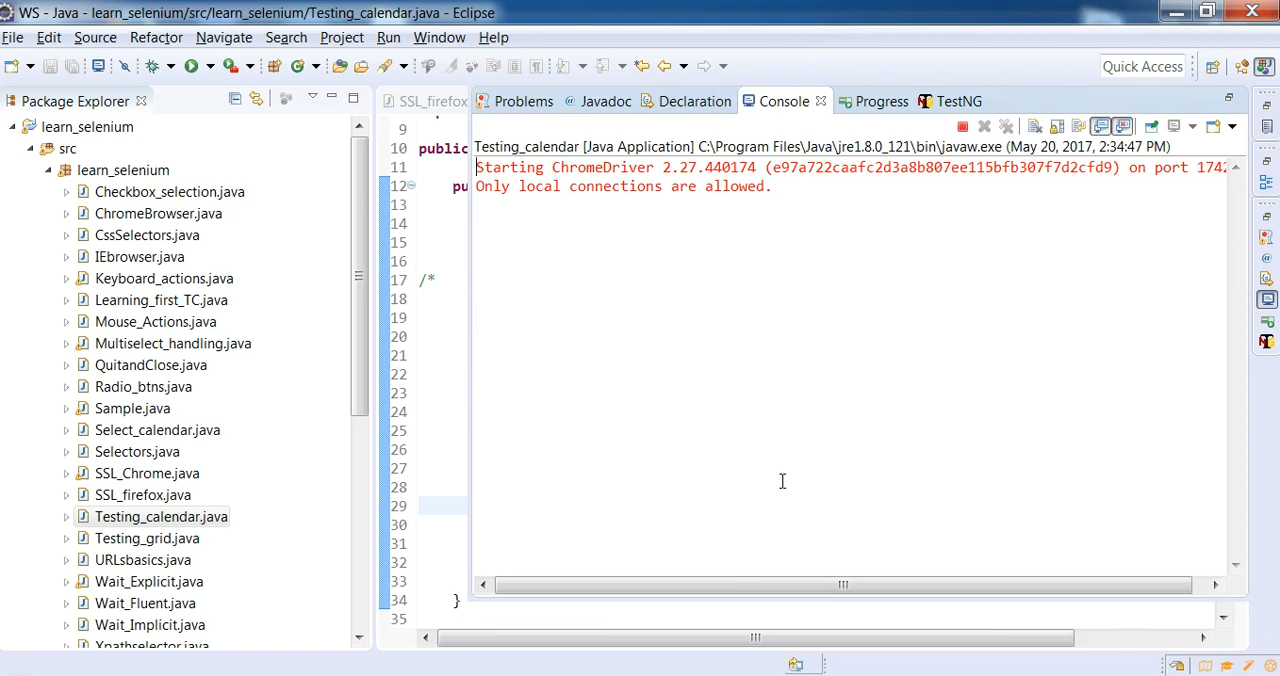 WS - Java - learn_selenium/src/learn_selenium/Testing_calendar.java - Eclipse
File Edit Source Refactor Navigate Search Project Run Window Help
Quick Access
Package Explorer
SSL_firefox
Problems Javadoc Declaration Console Progress TestNG
Testing_calendar [Java Application] C:\Program Files\Java\jre1.8.0_121\bin\javaw.exe (May 20, 2017, 2:34:47 PM)
Starting ChromeDriver 2.27.440174 (e97a722caafc2d3a8b807ee115bfb307f7d2cfd9) on port 1742
Only local connections are allowed.
learn_selenium
src
learn_selenium
Checkbox_selection.java
ChromeBrowser.java
CssSelectors.java
IEbrowser.java
Keyboard_actions.java
Learning_first_TC.java
Mouse_Actions.java
Multiselect_handling.java
QuitandClose.java
Radio_btns.java
Sample.java
Select_calendar.java
Selectors.java
SSL_Chrome.java
SSL_firefox.java
Testing_calendar.java
Testing_grid.java
URLsbasics.java
Wait_Explicit.java
Wait_Fluent.java
Wait_Implicit.java
Xpathselector.java
9
10 public
11
12 pu
13
14
15
16
17 /*
18
19
20
21
22
23
24
25
26
27
28
29
30
31
32
33
34 }
35